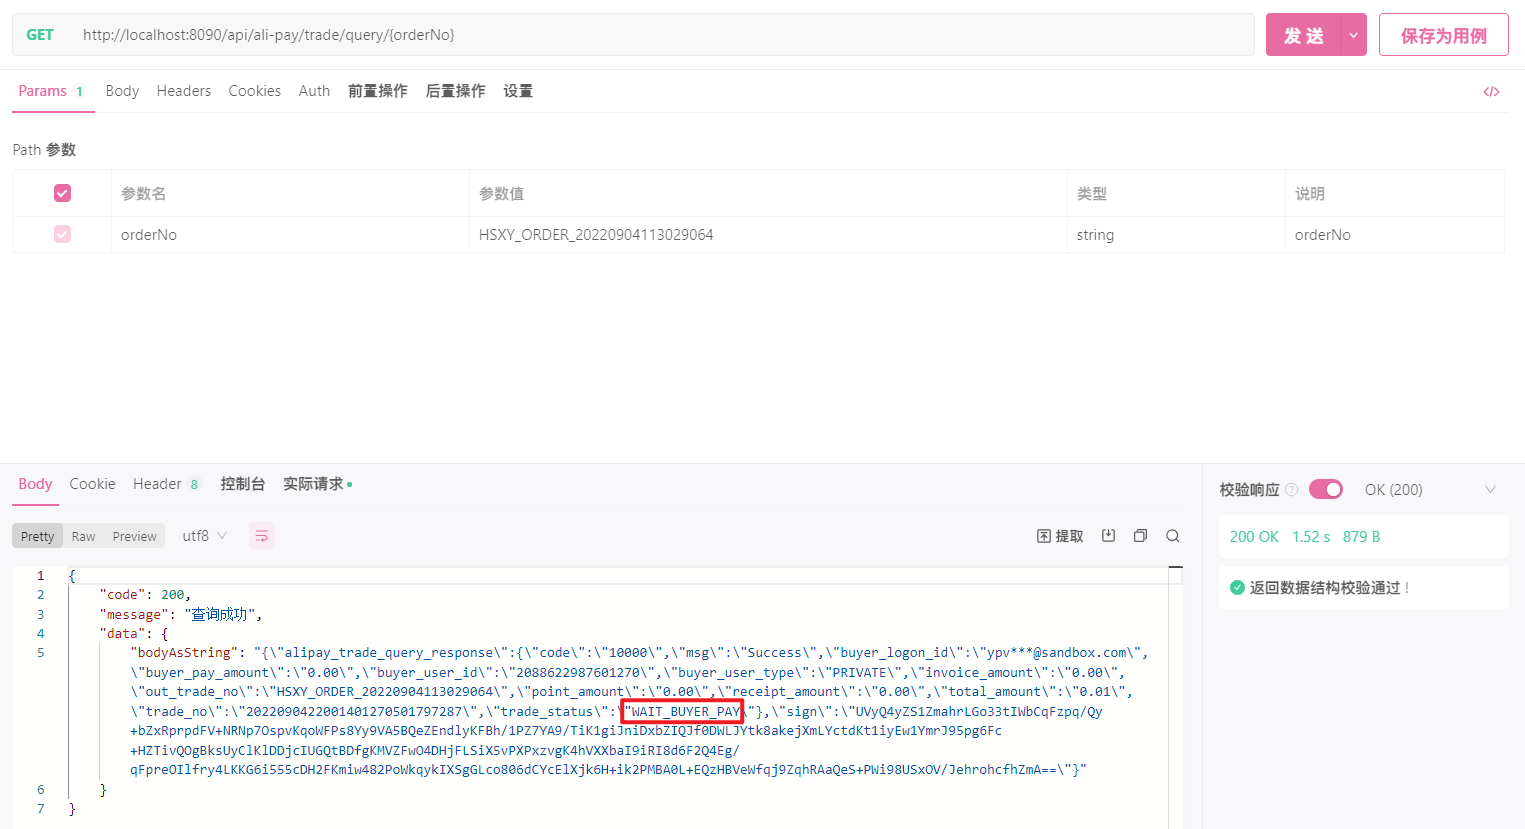 GET http://localhost:8090/api/ali-pay/trade/query/{orderNo} 发 送 保存为用例
Params 1 Body Headers Cookies Auth 前置操作 后置操作 设置 </>
Path 参数
参数名 参数值 类型 说明
orderNo HSXY_ORDER_20220904113029064 string orderNo
Body Cookie Header 8 控制台 实际请求 校验响应 ? OK (200)
Pretty Raw Preview utf8 提取 200 OK 1.52 s 879 B
返回数据结构校验通过 !
1 {
2 "code": 200,
3 "message": "查询成功",
4 "data": {
5 "bodyAsString": "{\"alipay_trade_query_response\":{\"code\":\"10000\",\"msg\":\"Success\",\"buyer_logon_id\":\"ypv***@sandbox.com\",
\"buyer_pay_amount\":\"0.00\",\"buyer_user_id\":\"2088622987601270\",\"buyer_user_type\":\"PRIVATE\",\"invoice_amount\":\"0.00\",
\"out_trade_no\":\"HSXY_ORDER_20220904113029064\",\"point_amount\":\"0.00\",\"receipt_amount\":\"0.00\",\"total_amount\":\"0.01\",
\"trade_no\":\"2022090422001401270501797287\",\"trade_status\":\"WAIT_BUYER_PAY\"},\"sign\":\"UVyQ4yZS1ZmahrLGo33tIWbCqFzpq/Qy
+bZxRprpdFV+NRNp7OspvKqoWFPs8Yy9VA5BQeZEndlyKFBh/1PZ7YA9/TiK1giJniDxbZIQJf0DWLJYtk8akejXmLYctdKt1iyEw1YmrJ95pg6Fc
+HZTivQOgBksUyClKlDDjcIUGQtBDfgKMVZFwO4DHjFLSiX5vPXPxzvgK4hVXXbaI9iRI8d6F2Q4Eg/
qFpreOIlfry4LKKG6i555cDH2FKmiw482PoWkqykIXSgGLco806dCYcElXjk6H+ik2PMBA0L+EQzHBVeWfqj9ZqhRAaQeS+PWi98USxOV/JehrohcfhZmA==\"}"
6 }
7 }